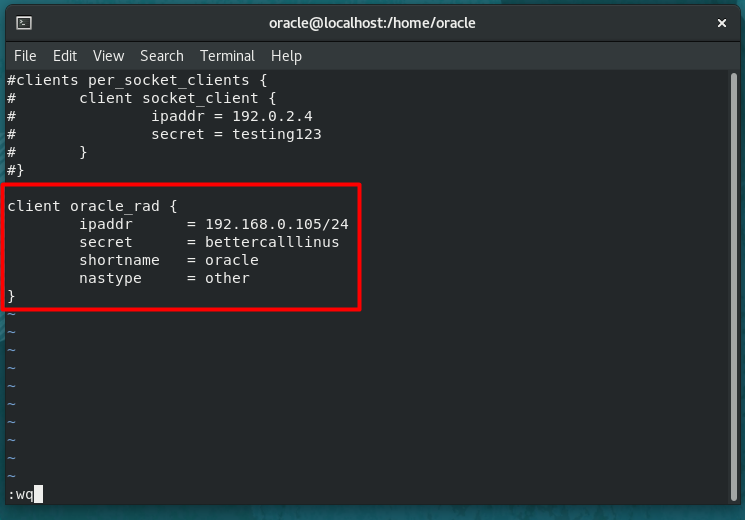 oracle@localhost:/home/oracle
File Edit View Search Terminal Help
#clients per_socket_clients {
#       client socket_client {
#               ipaddr = 192.0.2.4
#               secret = testing123
#       }
#}
client oracle_rad {
        ipaddr      = 192.168.0.105/24
        secret      = bettercalllinus
        shortname   = oracle
        nastype     = other
}
~
~
~
~
~
~
~
~
~
~
:wq